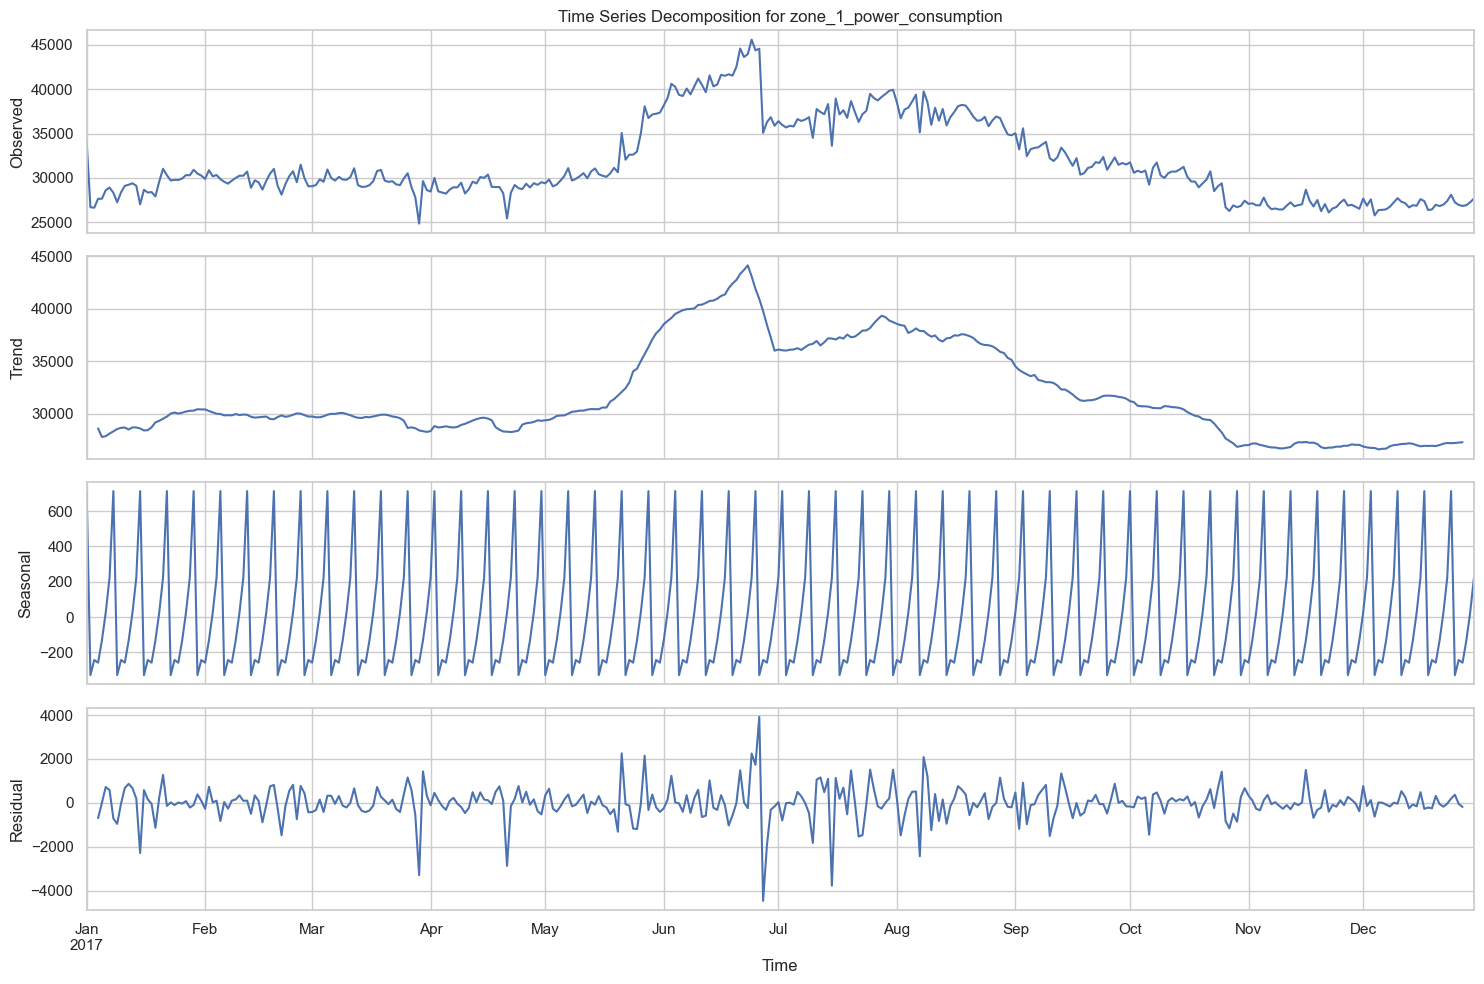 Time Series Decomposition for zone_1_power_consumption
45000
40000
35000
30000
25000
Observed
45000
40000
35000
30000
Trend
600
400
200
0
−200
Seasonal
4000
2000
0
−2000
−4000
Residual
Jan Feb Mar Apr May Jun Jul Aug Sep Oct Nov Dec
2017
Time